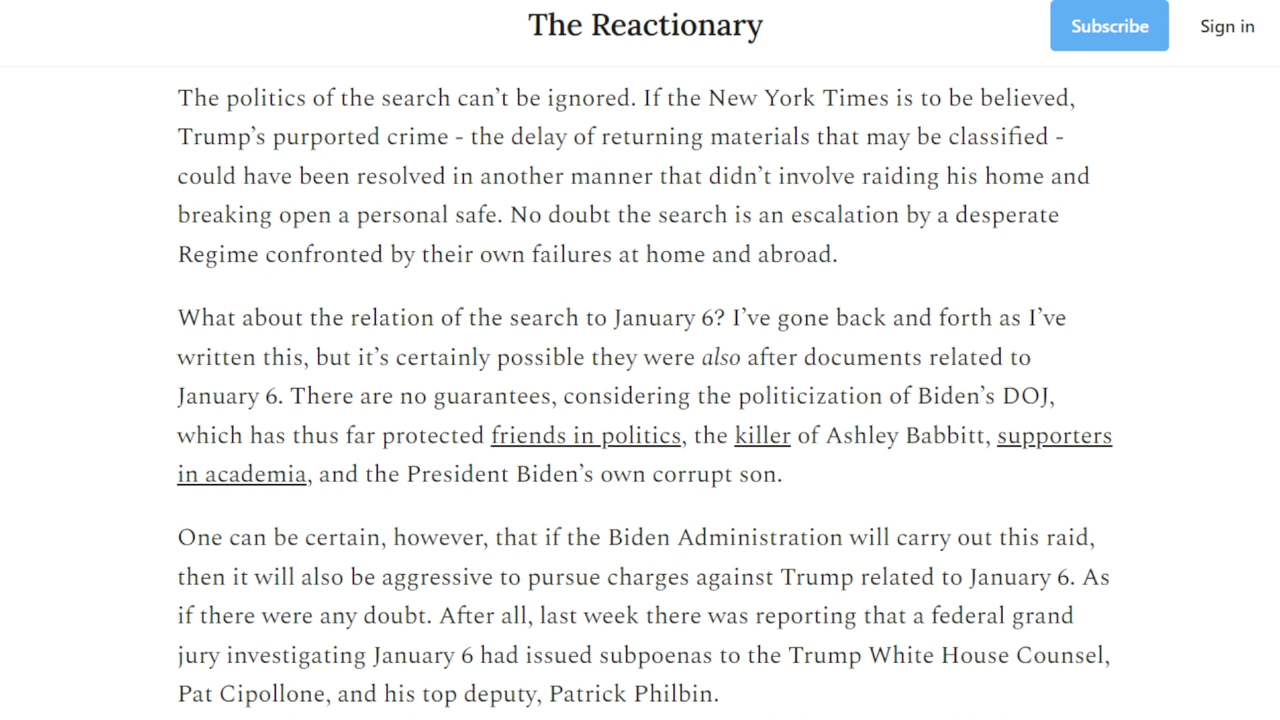 The Reactionary
Subscribe
Sign in
The politics of the search can’t be ignored. If the New York Times is to be believed,
Trump’s purported crime - the delay of returning materials that may be classified -
could have been resolved in another manner that didn’t involve raiding his home and
breaking open a personal safe. No doubt the search is an escalation by a desperate
Regime confronted by their own failures at home and abroad.
What about the relation of the search to January 6? I’ve gone back and forth as I’ve
written this, but it’s certainly possible they were also after documents related to
January 6. There are no guarantees, considering the politicization of Biden’s DOJ,
which has thus far protected friends in politics, the killer of Ashley Babbitt, supporters
in academia, and the President Biden’s own corrupt son.
One can be certain, however, that if the Biden Administration will carry out this raid,
then it will also be aggressive to pursue charges against Trump related to January 6. As
if there were any doubt. After all, last week there was reporting that a federal grand
jury investigating January 6 had issued subpoenas to the Trump White House Counsel,
Pat Cipollone, and his top deputy, Patrick Philbin.